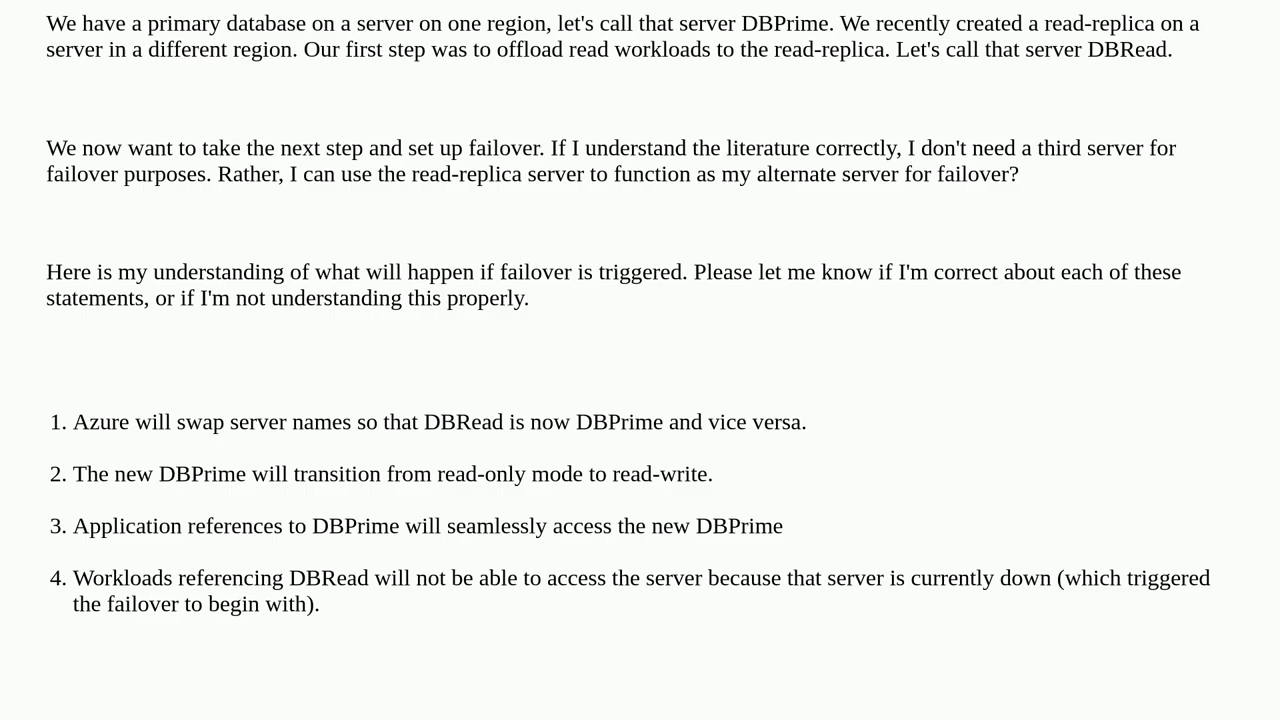 We have a primary database on a server on one region, let's call that server DBPrime. We recently created a read-replica on a
server in a different region. Our first step was to offload read workloads to the read-replica. Let's call that server DBRead.
We now want to take the next step and set up failover. If I understand the literature correctly, I don't need a third server for
failover purposes. Rather, I can use the read-replica server to function as my alternate server for failover?
Here is my understanding of what will happen if failover is triggered. Please let me know if I'm correct about each of these
statements, or if I'm not understanding this properly.
1. Azure will swap server names so that DBRead is now DBPrime and vice versa.
2. The new DBPrime will transition from read-only mode to read-write.
3. Application references to DBPrime will seamlessly access the new DBPrime
4. Workloads referencing DBRead will not be able to access the server because that server is currently down (which triggered
the failover to begin with).